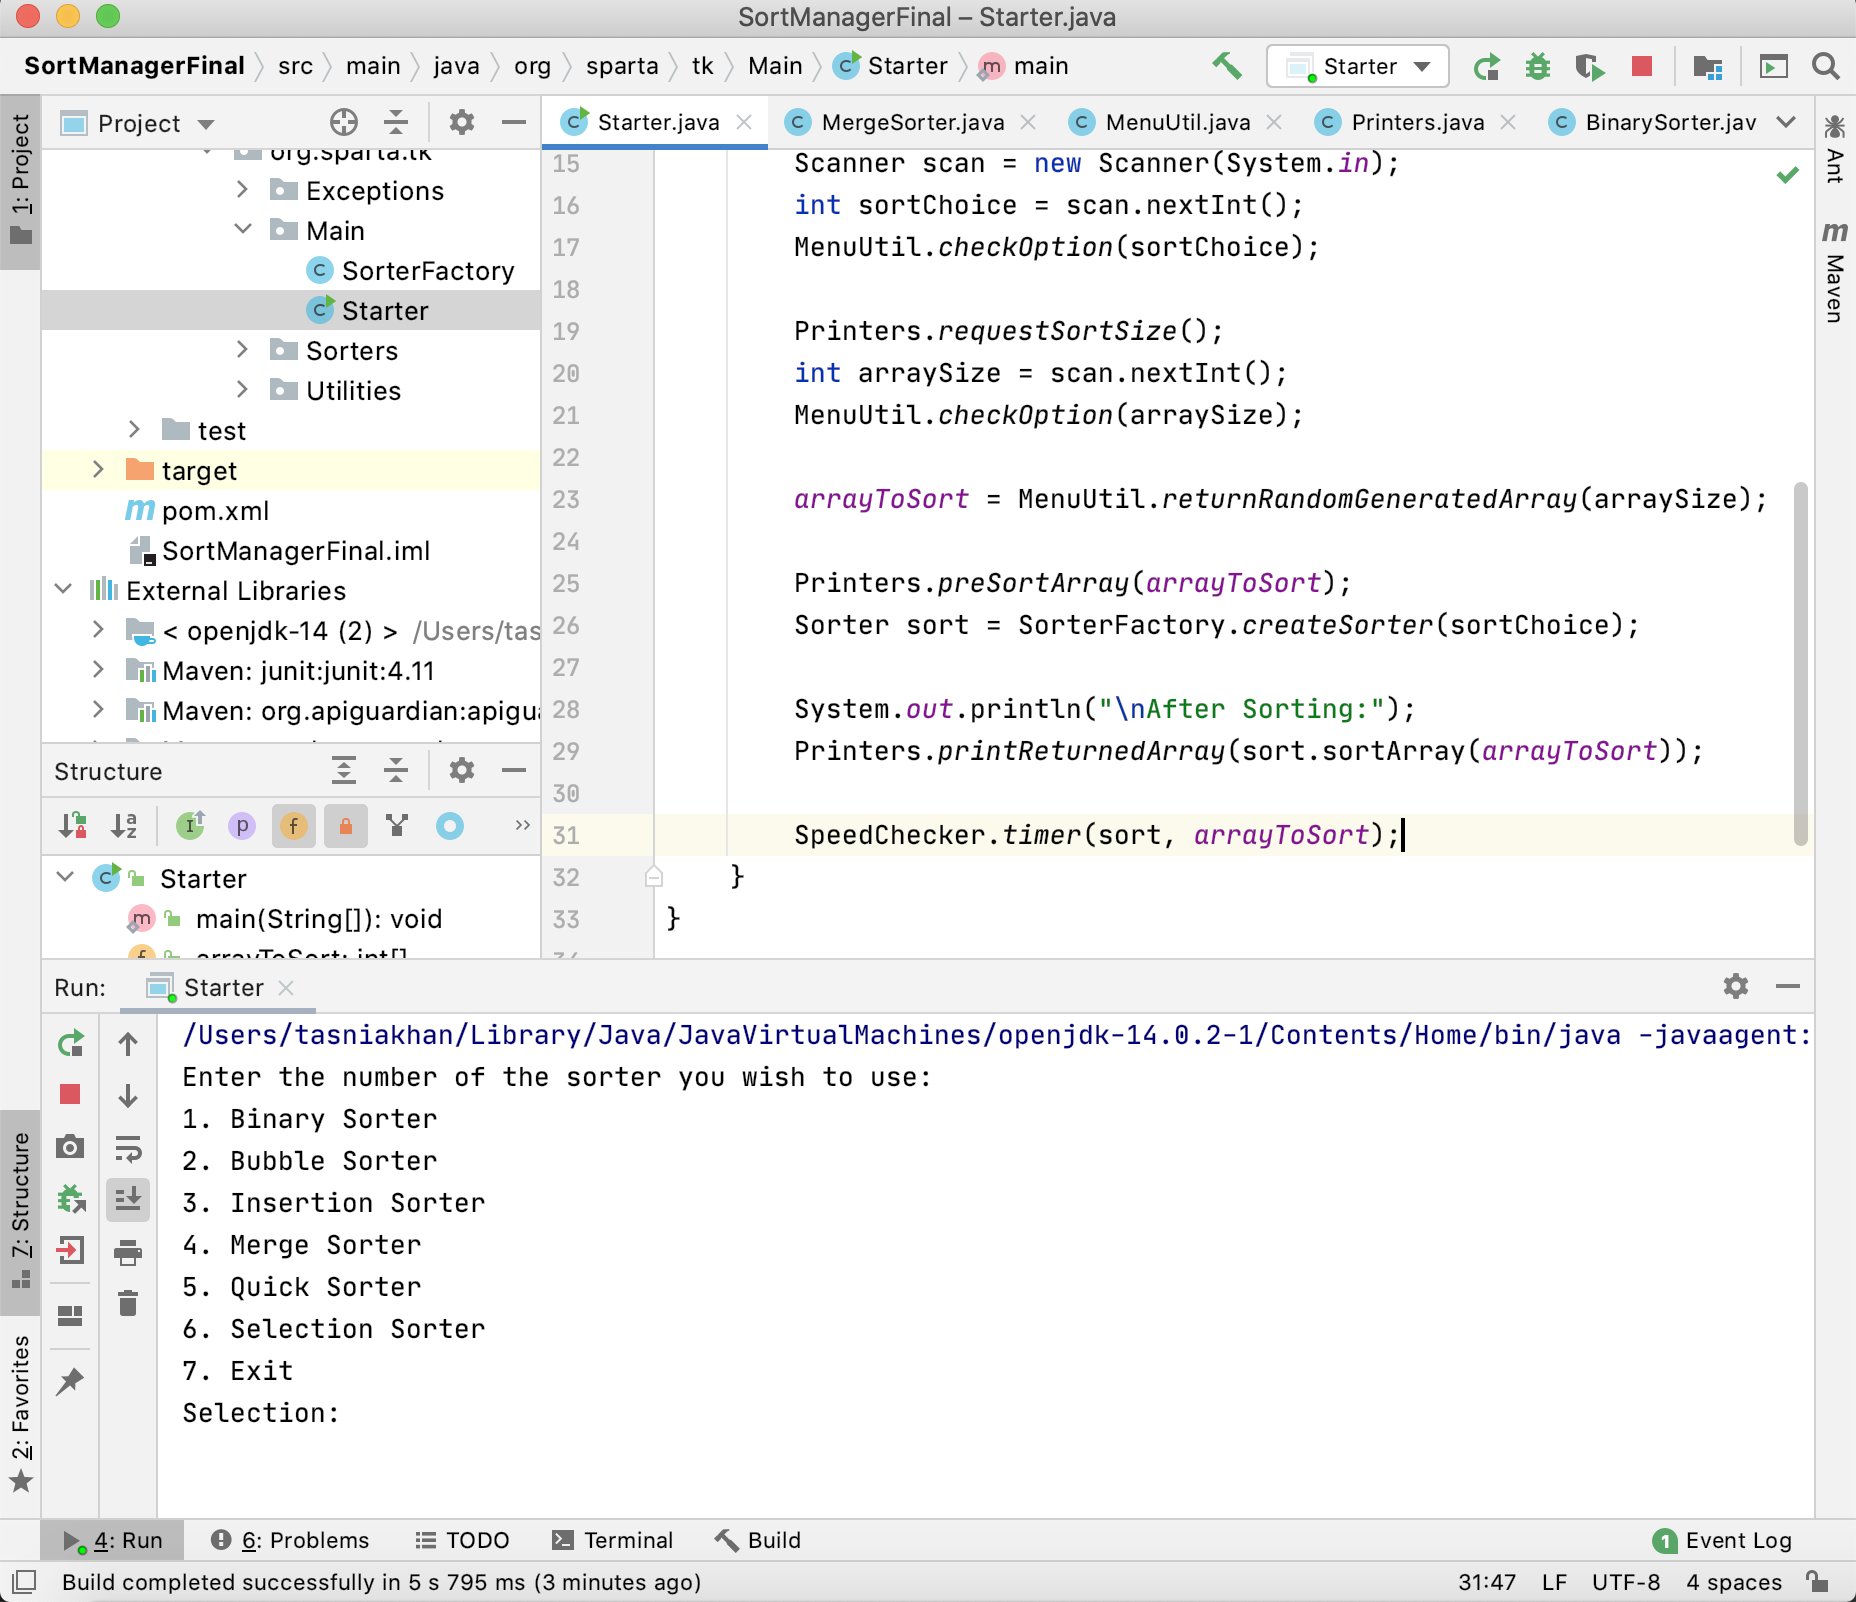 SortManagerFinal – Starter.java
SortManagerFinal src main java org sparta tk Main Starter main
Starter
1: Project
Project
Starter.java MergeSorter.java MenuUtil.java Printers.java BinarySorter.jav
org.sparta.tk
Exceptions
Main
SorterFactory
Starter
Sorters
Utilities
test
target
pom.xml
SortManagerFinal.iml
External Libraries
< openjdk-14 (2) > /Users/tas
Maven: junit:junit:4.11
Maven: org.apiguardian:apigua
15 Scanner scan = new Scanner(System.in);
16 int sortChoice = scan.nextInt();
17 MenuUtil.checkOption(sortChoice);
18
19 Printers.requestSortSize();
20 int arraySize = scan.nextInt();
21 MenuUtil.checkOption(arraySize);
22
23 arrayToSort = MenuUtil.returnRandomGeneratedArray(arraySize);
24
25 Printers.preSortArray(arrayToSort);
26 Sorter sort = SorterFactory.createSorter(sortChoice);
27
28 System.out.println("\nAfter Sorting:");
29 Printers.printReturnedArray(sort.sortArray(arrayToSort));
30
31 SpeedChecker.timer(sort, arrayToSort);
32 }
33 }
34
Ant
Maven
Structure
Starter
main(String[]): void
arrayToSort: int[]
7: Structure
2: Favorites
Run: Starter
/Users/tasniakhan/Library/Java/JavaVirtualMachines/openjdk-14.0.2-1/Contents/Home/bin/java -javaagent:
Enter the number of the sorter you wish to use:
1. Binary Sorter
2. Bubble Sorter
3. Insertion Sorter
4. Merge Sorter
5. Quick Sorter
6. Selection Sorter
7. Exit
Selection:
4: Run 6: Problems TODO Terminal Build 1 Event Log
Build completed successfully in 5 s 795 ms (3 minutes ago) 31:47 LF UTF-8 4 spaces